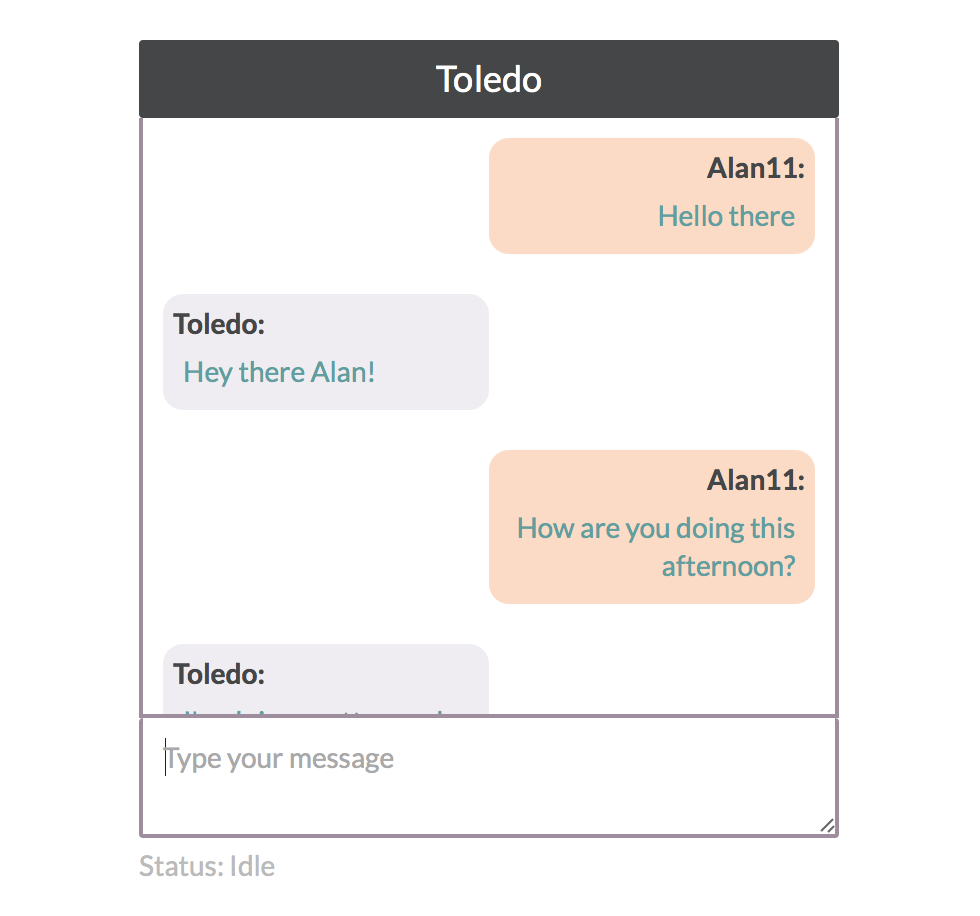 Toledo
Alan11:
Hello there
Toledo:
Hey there Alan!
Alan11:
How are you doing this
afternoon?
Toledo:
Type your message
Status: Idle